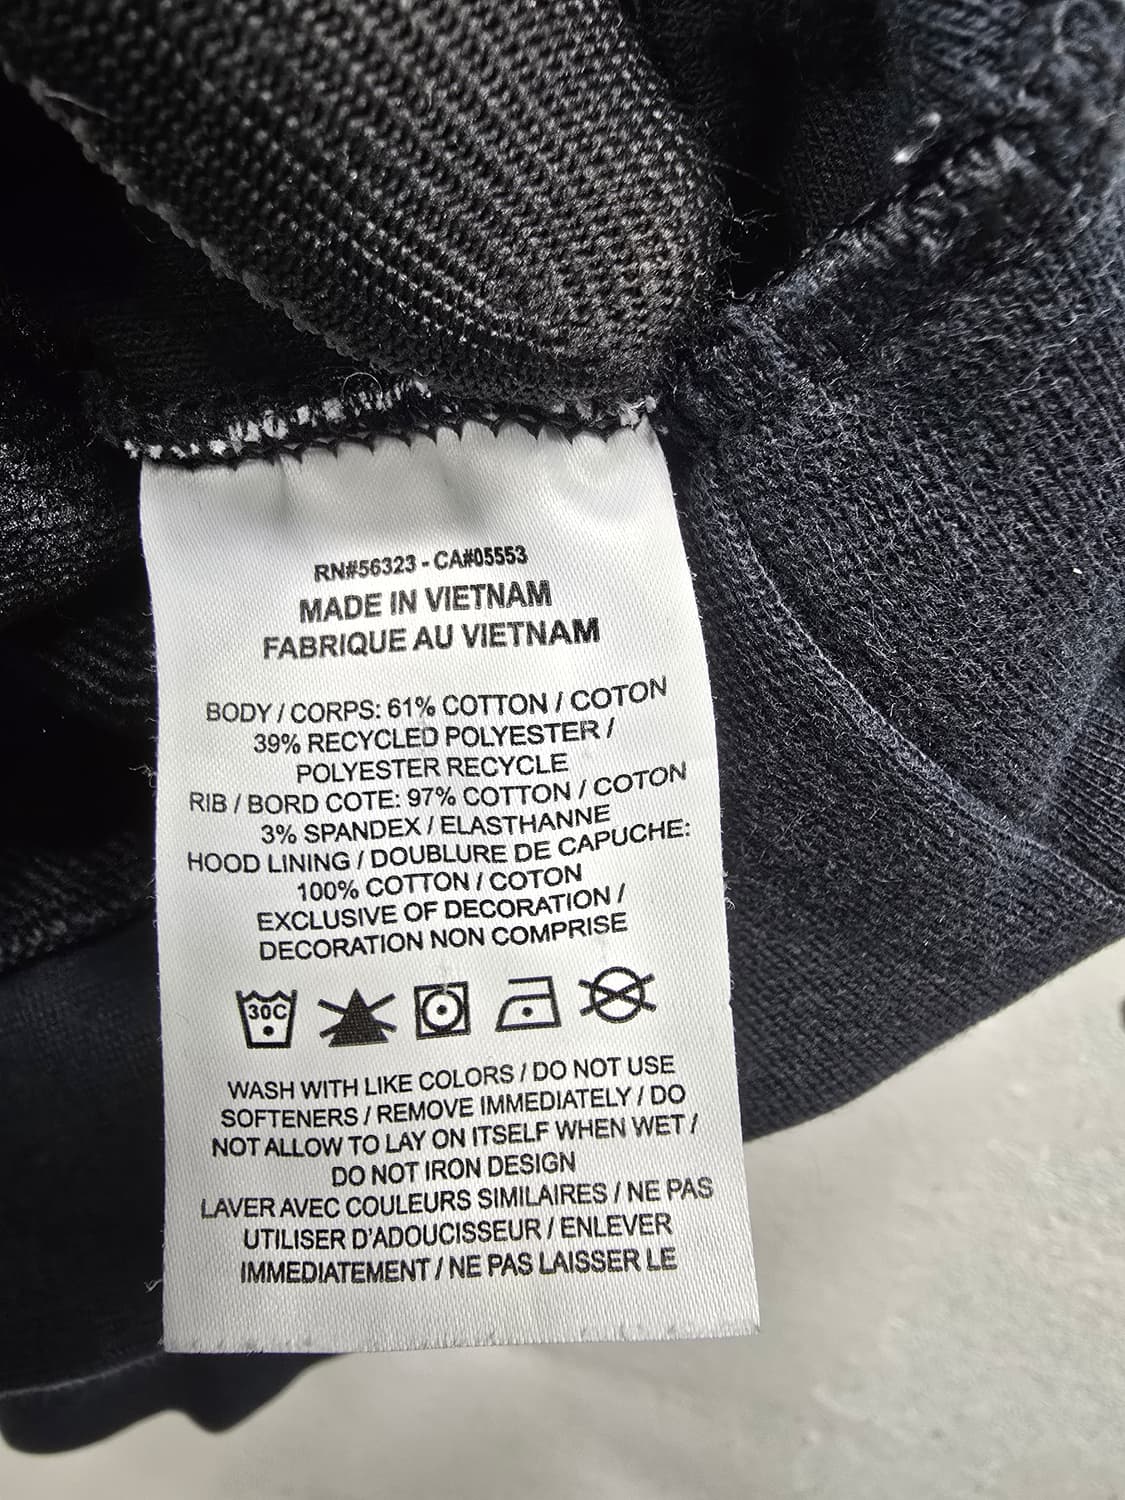 RN#56323 - CA#05553
MADE IN VIETNAM
FABRIQUE AU VIETNAM
BODY / CORPS: 61% COTTON / COTON
39% RECYCLED POLYESTER /
POLYESTER RECYCLE
RIB / BORD COTE: 97% COTTON / COTON
3% SPANDEX / ELASTHANNE
HOOD LINING / DOUBLURE DE CAPUCHE:
100% COTTON / COTON
EXCLUSIVE OF DECORATION /
DECORATION NON COMPRISE
30C
WASH WITH LIKE COLORS / DO NOT USE
SOFTENERS / REMOVE IMMEDIATELY / DO
NOT ALLOW TO LAY ON ITSELF WHEN WET /
DO NOT IRON DESIGN
LAVER AVEC COULEURS SIMILAIRES / NE PAS
UTILISER D'ADOUCISSEUR / ENLEVER
IMMEDIATEMENT / NE PAS LAISSER LE